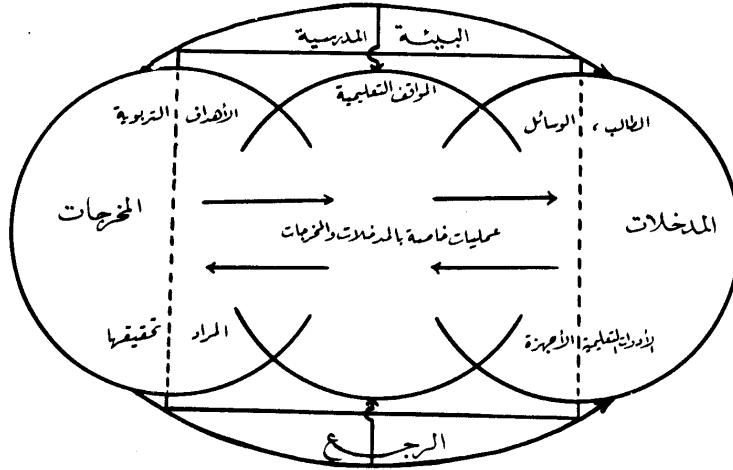 البيئة المدرسية
المواقف التعليمية
الطالب ، الوسائل
الأهداف التربوية
المدخلات
المخرجات
عمليات خاصة بالمدخلات والمخرجات
الأدوات التعليمية الأجهزة
المراد تحقيقها
الرجع